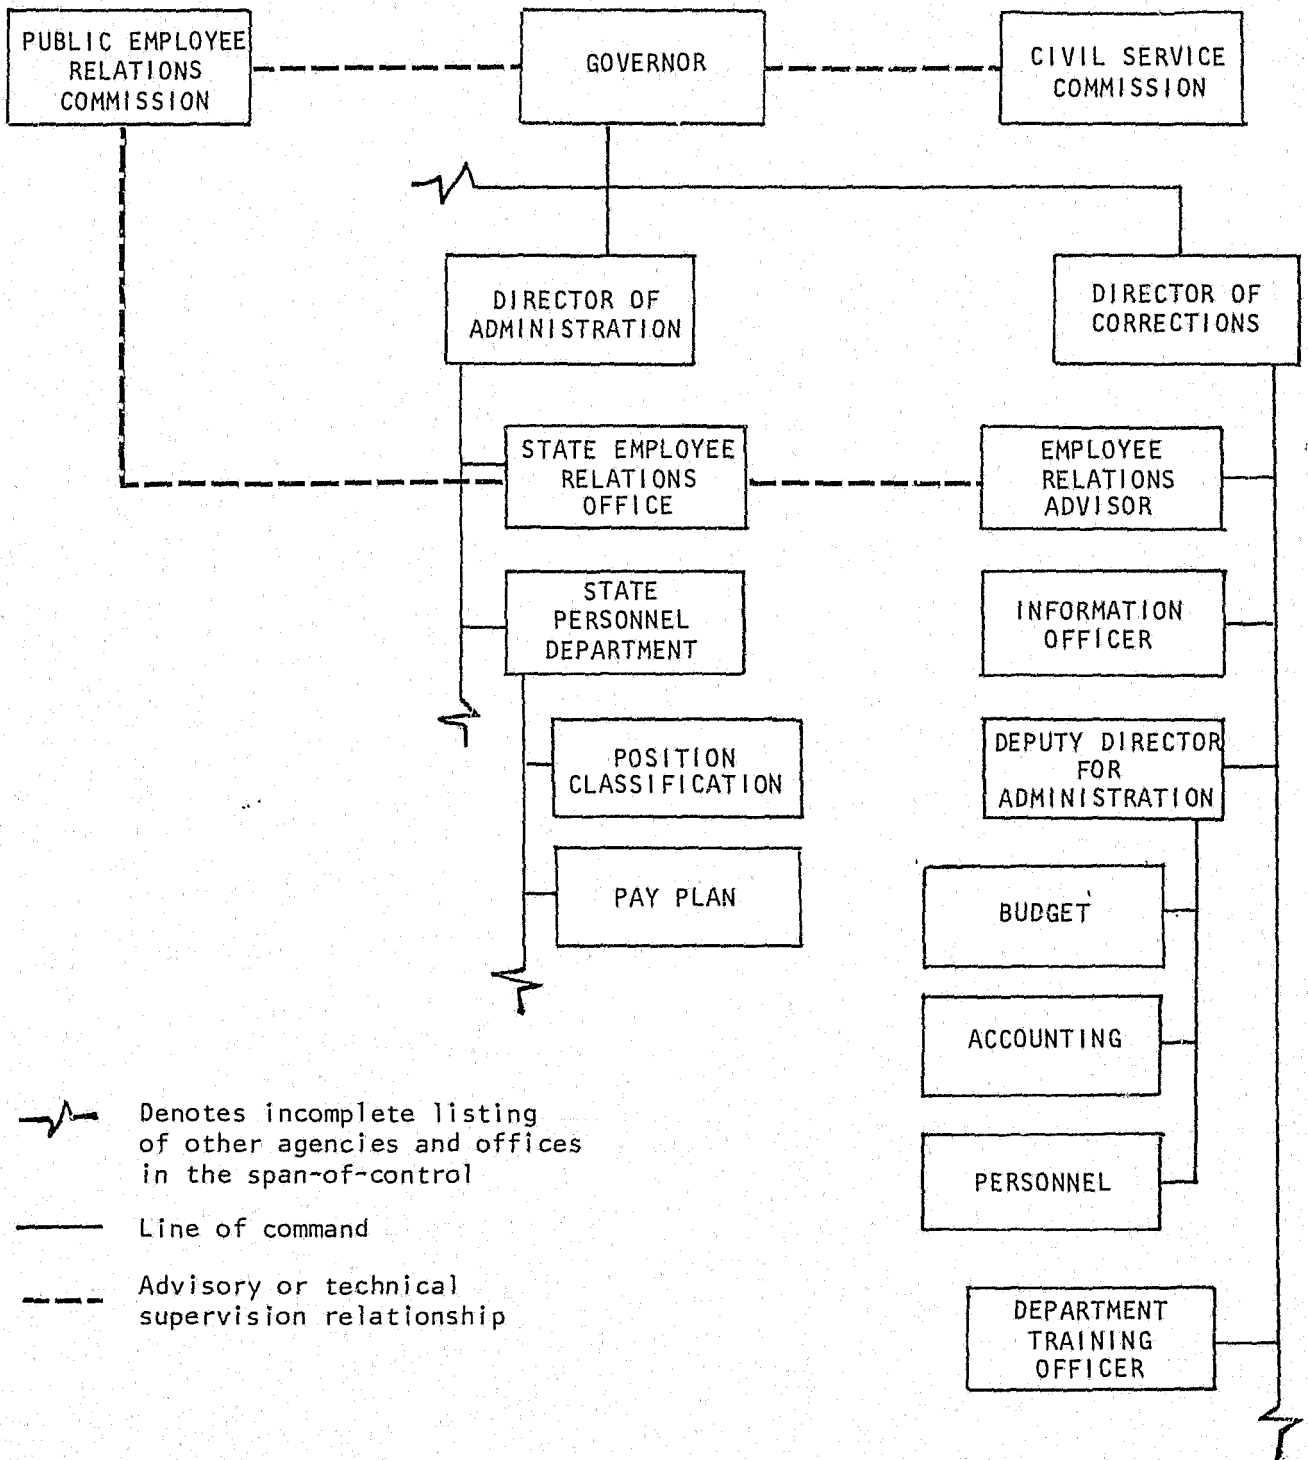 PUBLIC EMPLOYEE
RELATIONS
COMMISSION
GOVERNOR
CIVIL SERVICE
COMMISSION
DIRECTOR OF
ADMINISTRATION
DIRECTOR OF
CORRECTIONS
STATE EMPLOYEE
RELATIONS
OFFICE
EMPLOYEE
RELATIONS
ADVISOR
STATE
PERSONNEL
DEPARTMENT
INFORMATION
OFFICER
POSITION
CLASSIFICATION
DEPUTY DIRECTOR
FOR
ADMINISTRATION
PAY PLAN
BUDGET
ACCOUNTING
PERSONNEL
DEPARTMENT
TRAINING
OFFICER
Denotes incomplete listing
of other agencies and offices
in the span-of-control
Line of command
Advisory or technical
supervision relationship